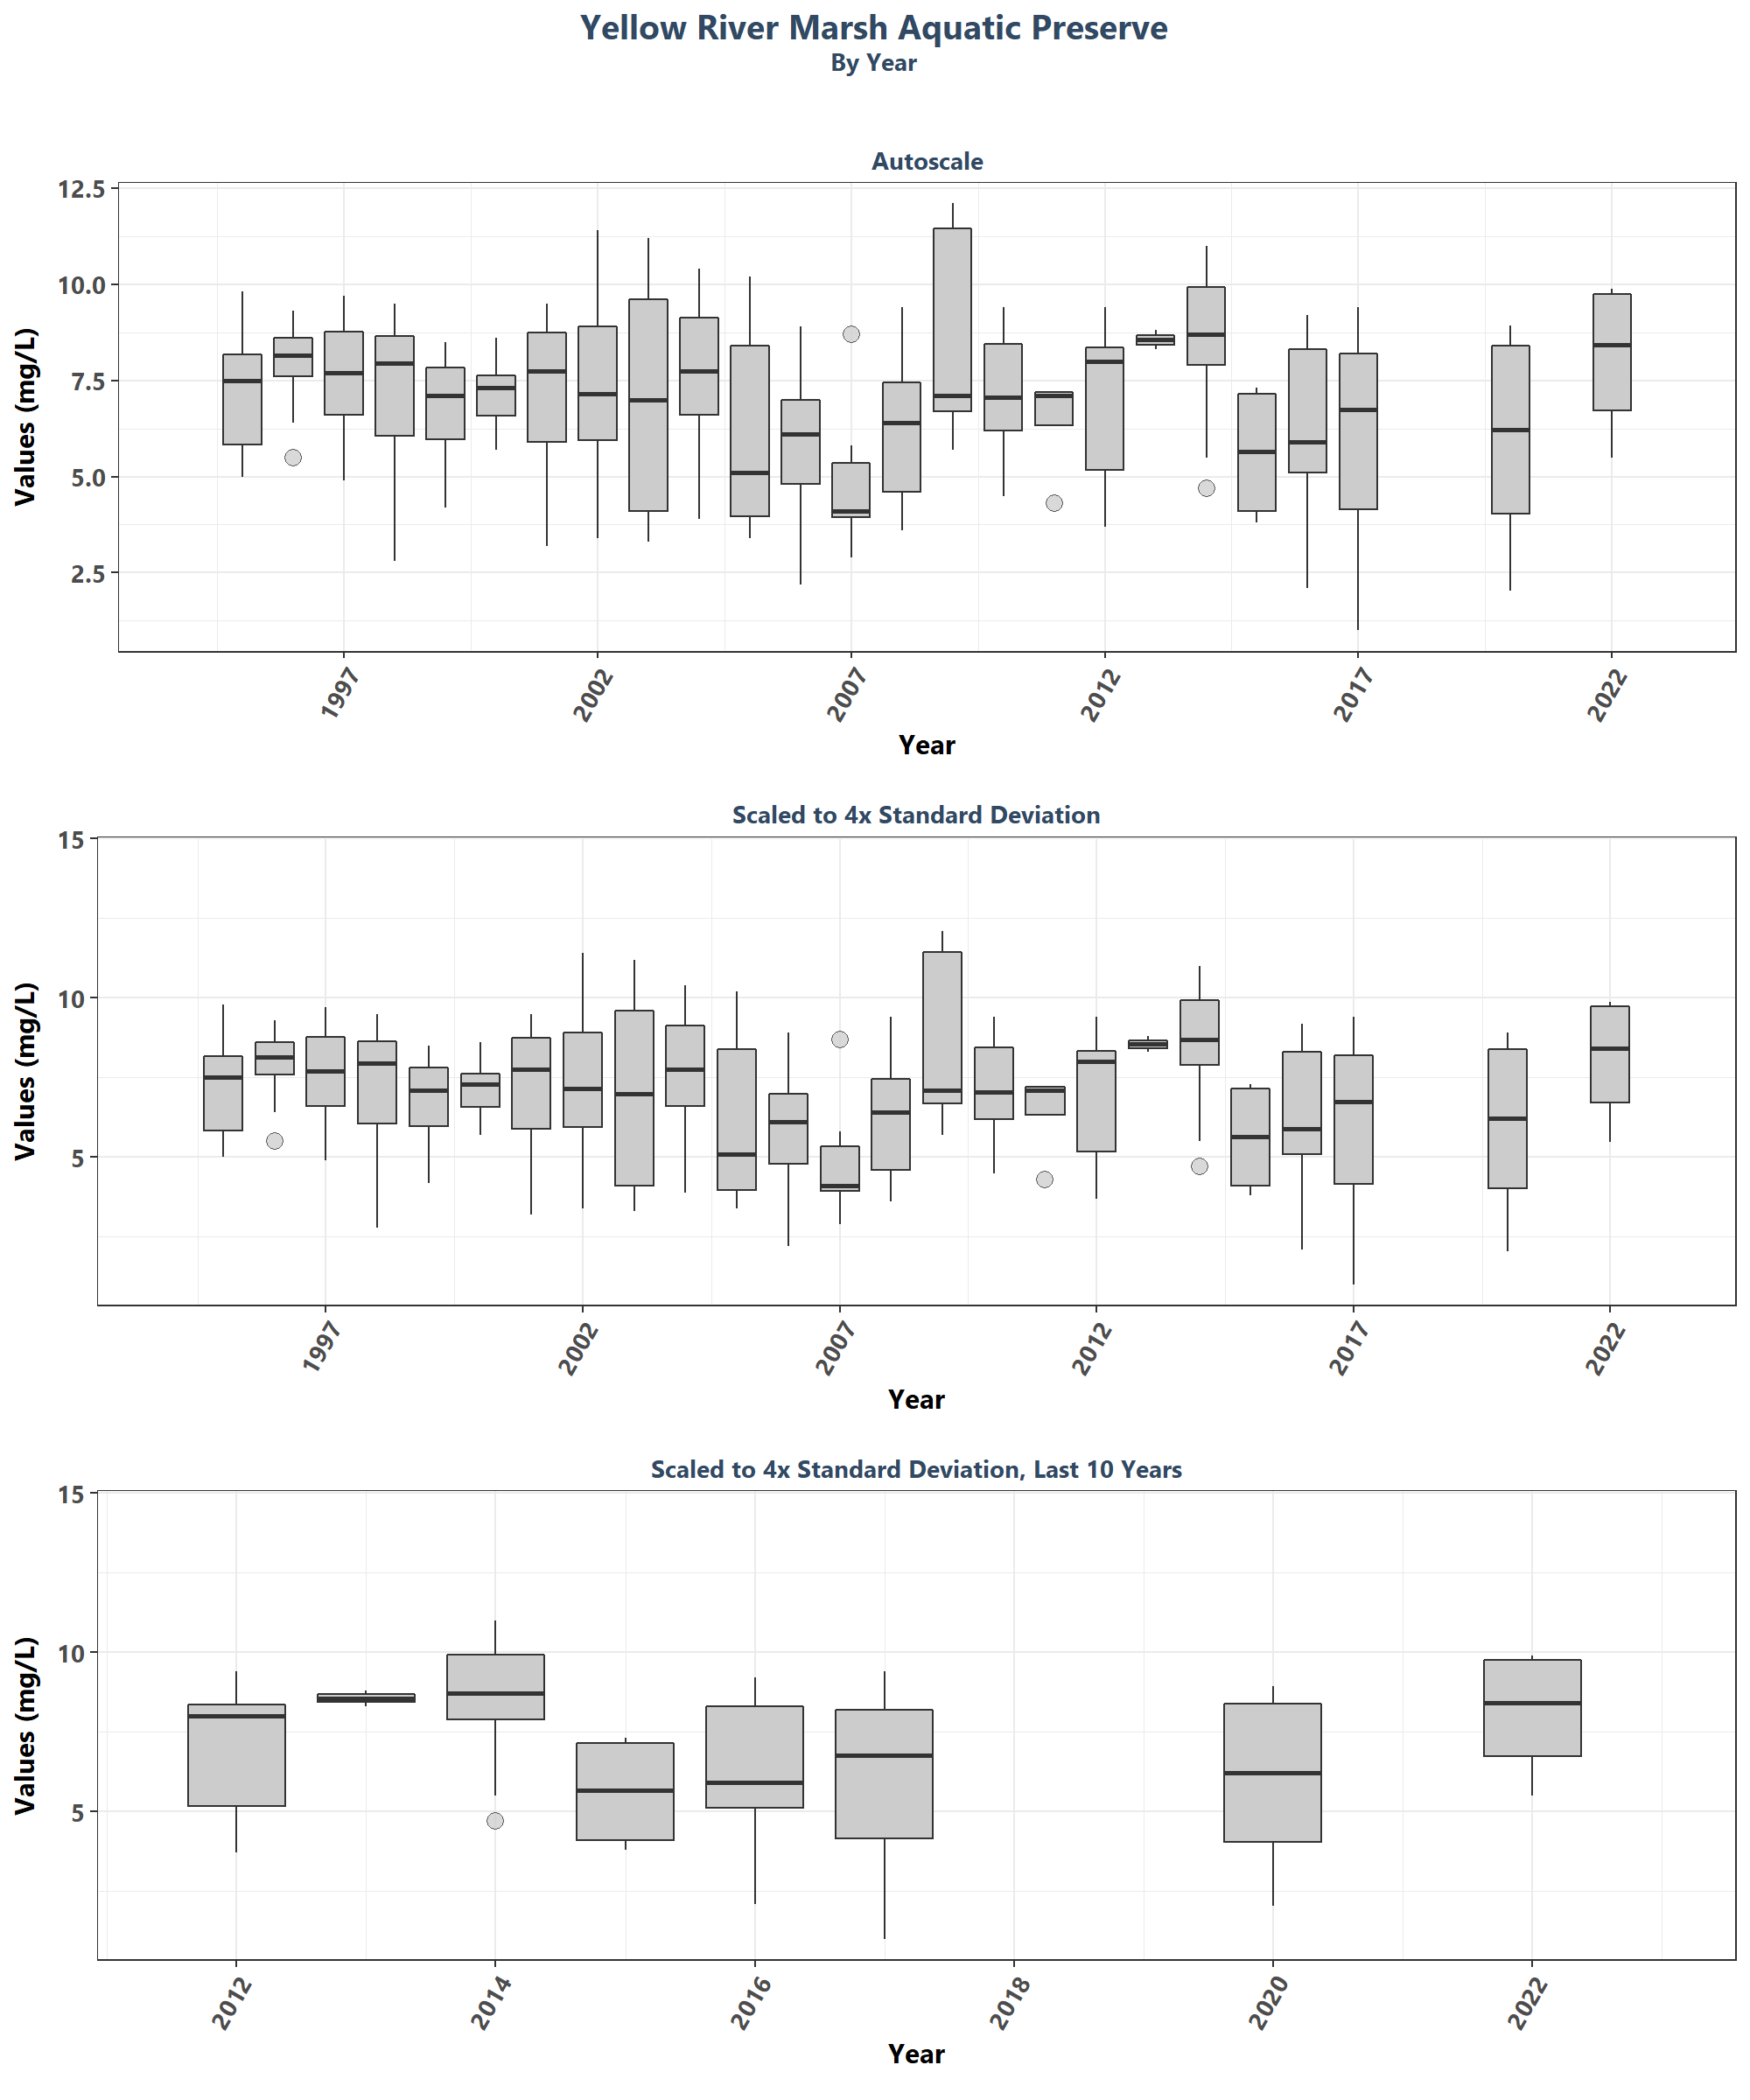 Yellow River Marsh Aquatic Preserve
By Year
Autoscale
Values (mg/L)
12.5
10.0
7.5
5.0
2.5
1997 2002 2007 2012 2017 2022
Year
Scaled to 4x Standard Deviation
Values (mg/L)
15
10
5
1997 2002 2007 2012 2017 2022
Year
Scaled to 4x Standard Deviation, Last 10 Years
Values (mg/L)
15
10
5
2012 2014 2016 2018 2020 2022
Year